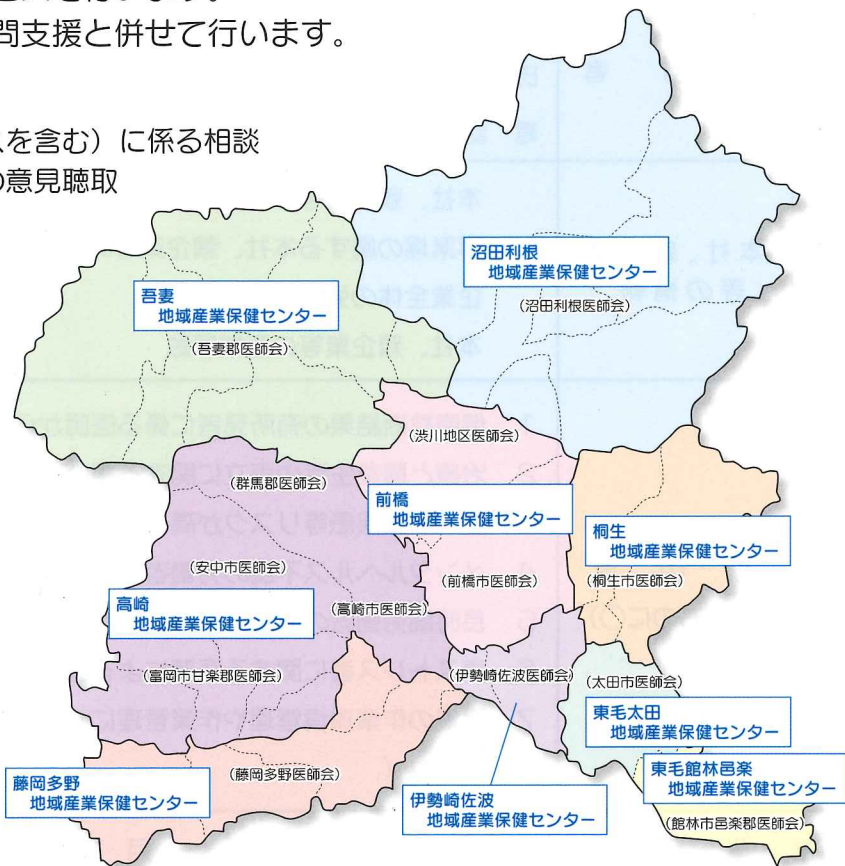 問支援と併せて行います。
を含む）に係る相談
意見聴取
沼田利根
地域産業保健センター
（沼田利根医師会）
吾妻
地域産業保健センター
（吾妻郡医師会）
（渋川地区医師会）
（群馬郡医師会）
前橋
地域産業保健センター
桐生
地域産業保健センター
（安中市医師会）
（前橋市医師会）
（桐生市医師会）
高崎
地域産業保健センター
（高崎市医師会）
（富岡市甘楽郡医師会）
（伊勢崎佐波医師会）
（太田市医師会）
東毛太田
地域産業保健センター
東毛館林邑楽
地域産業保健センター
（藤岡多野医師会）
藤岡多野
地域産業保健センター
伊勢崎佐波
地域産業保健センター
（館林市邑楽郡医師会）